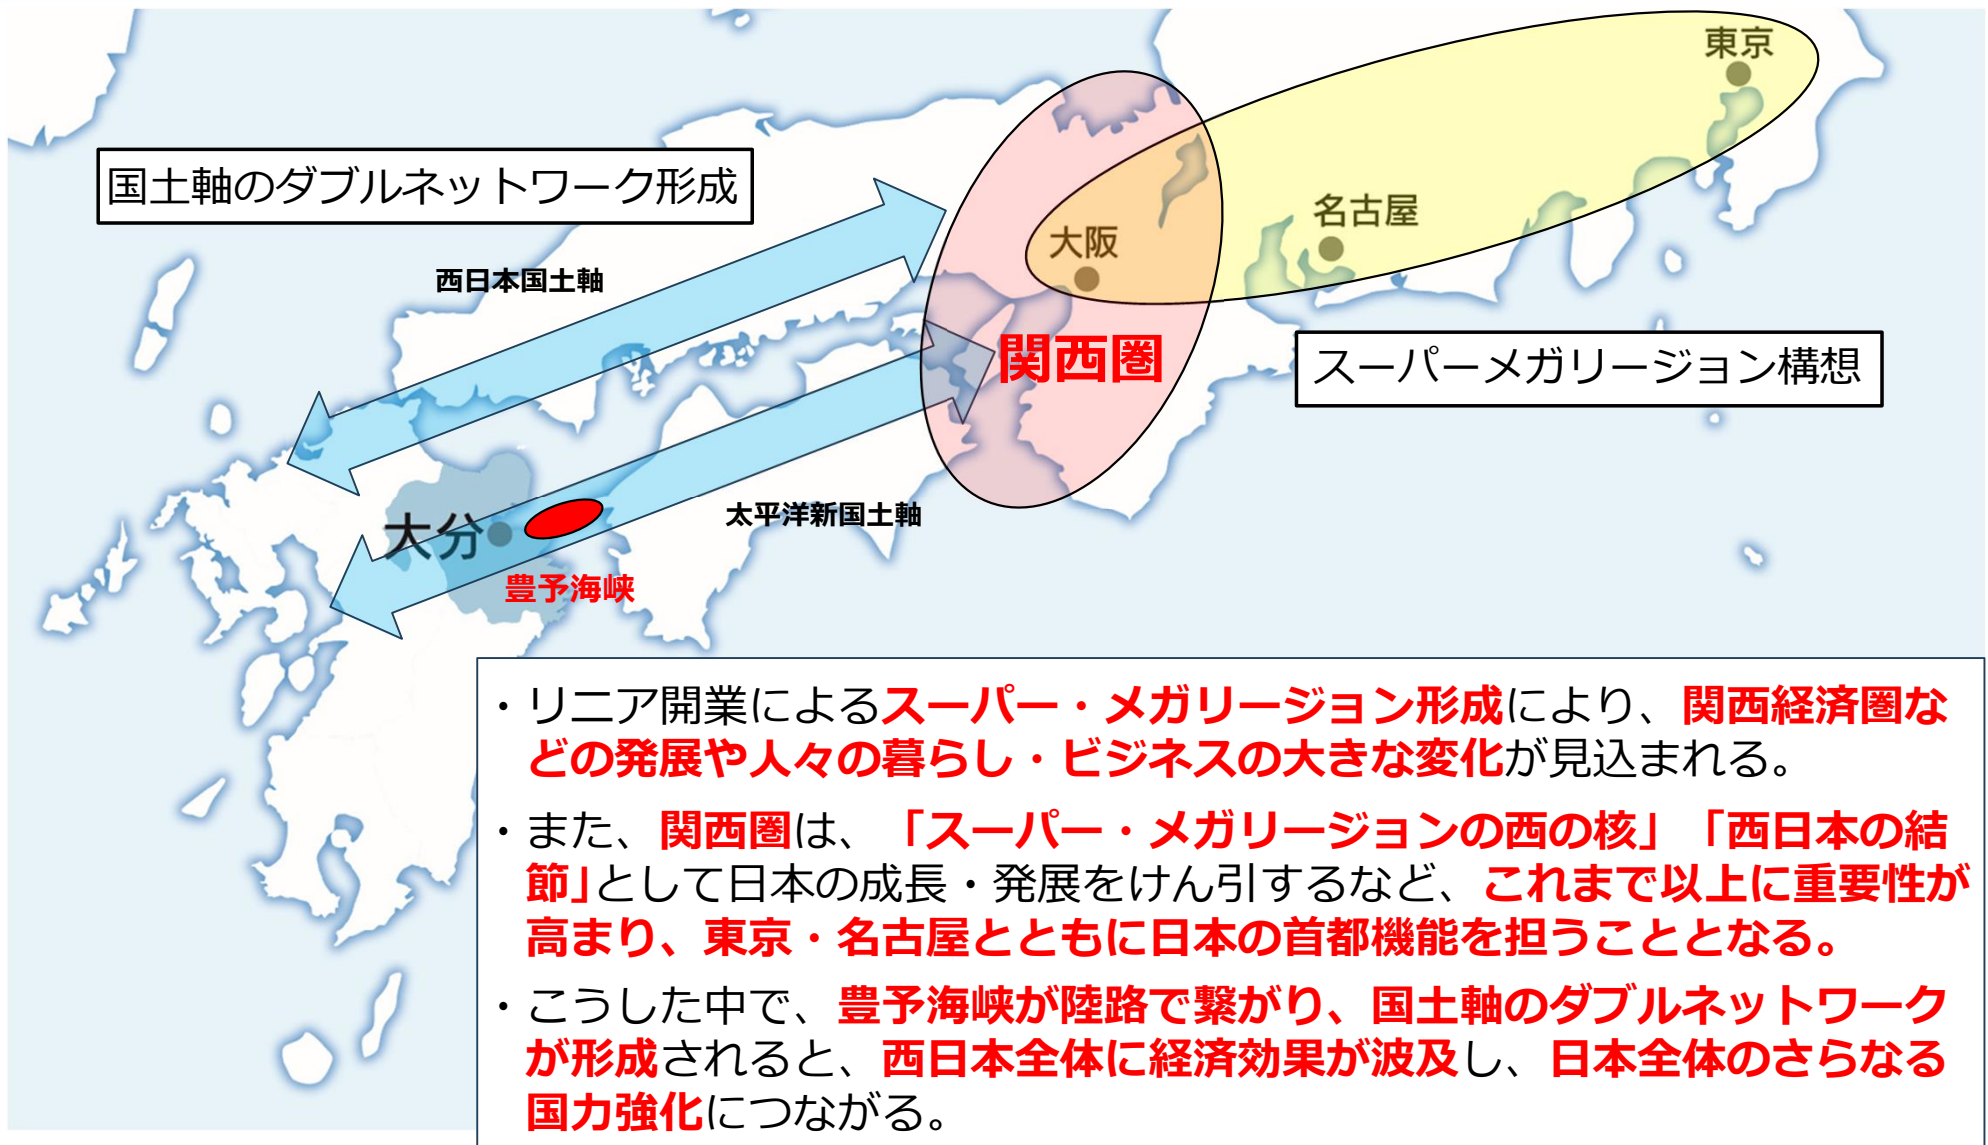 東京
国土軸のダブルネットワーク形成
名古屋
大阪
西日本国土軸
関西圏
スーパーメガリージョン構想
太平洋新国土軸
大分
豊予海峡
・リニア開業によるスーパー・メガリージョン形成により、関西経済圏な
どの発展や人々の暮らし・ビジネスの大きな変化が見込まれる。
・また、関西圏は、「スーパー・メガリージョンの西の核」「西日本の結
節」として日本の成長・発展をけん引するなど、これまで以上に重要性が
高まり、東京・名古屋とともに日本の首都機能を担うこととなる。
・こうした中で、豊予海峡が陸路で繋がり、国土軸のダブルネットワーク
が形成されると、西日本全体に経済効果が波及し、日本全体のさらなる
国力強化につながる。